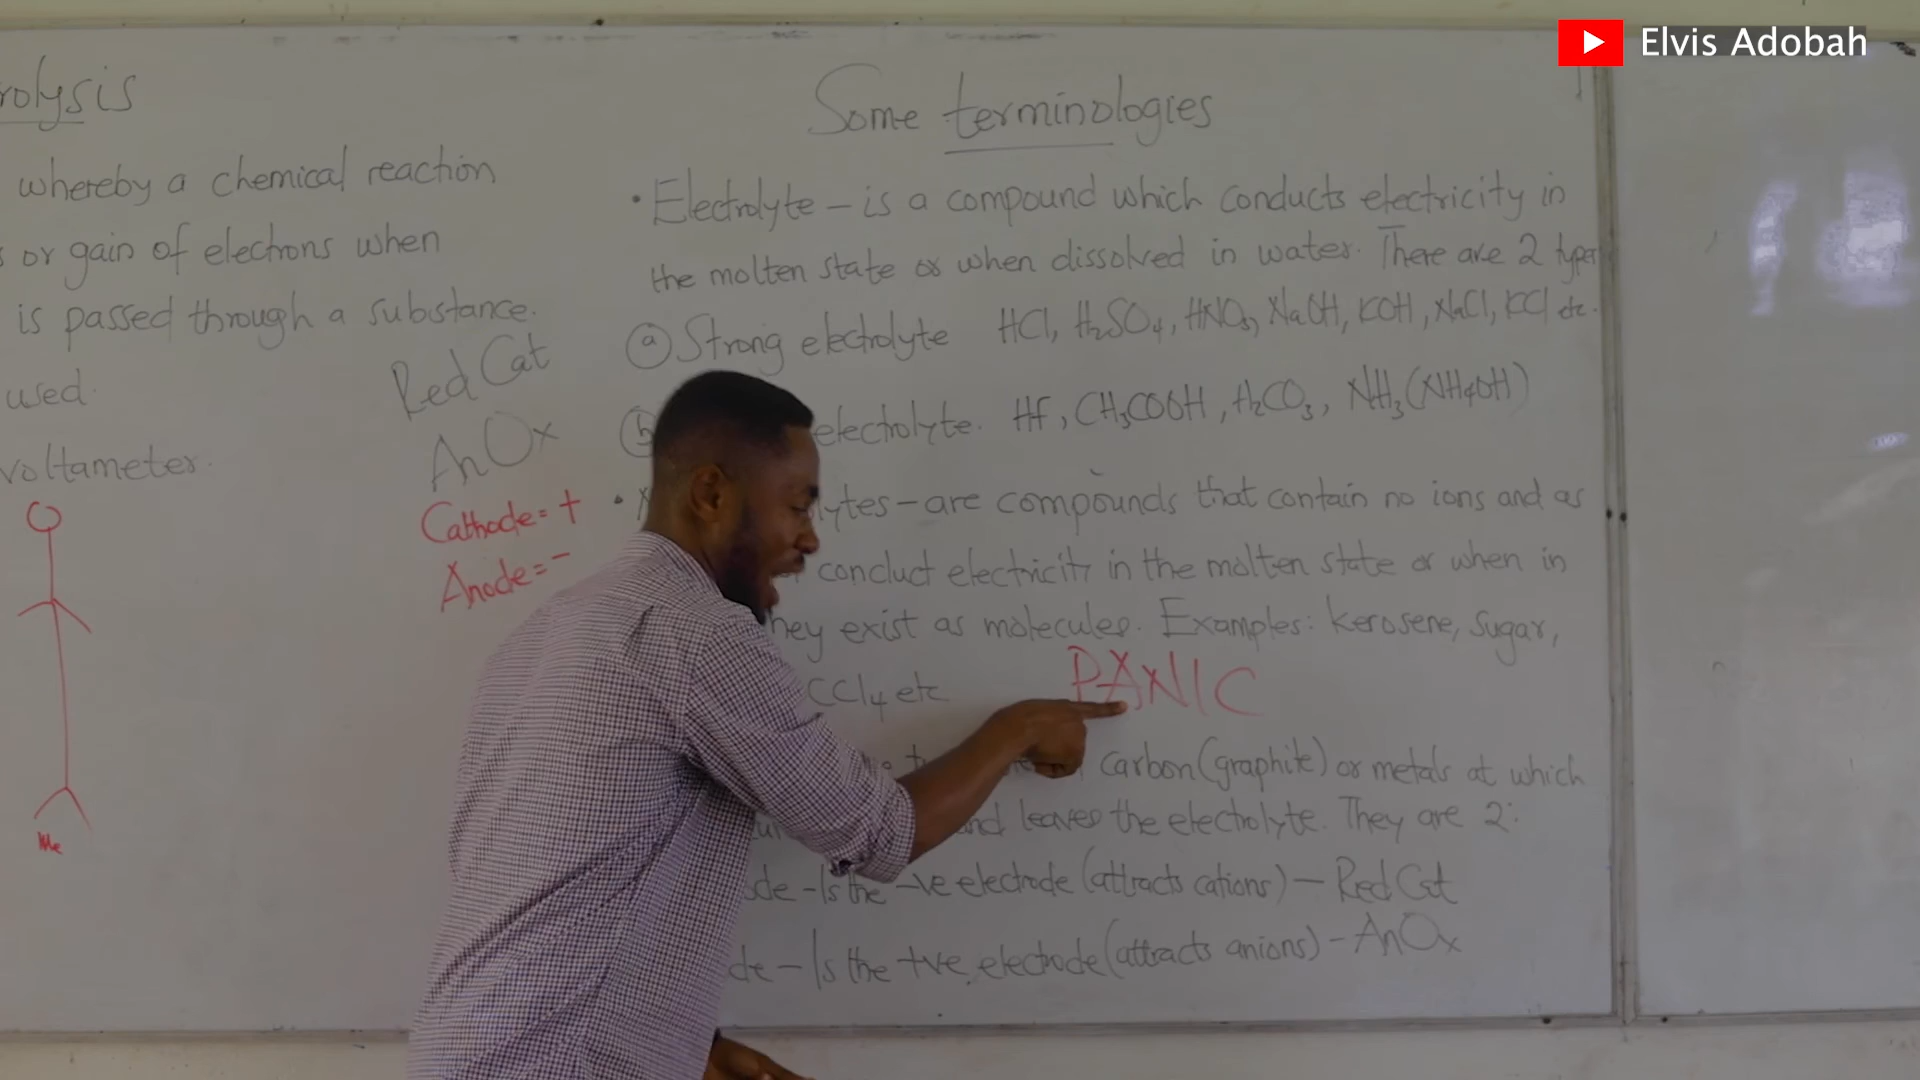 Elvis Adobah
rolysis
whereby a chemical reaction
or gain of electrons when
is passed through a substance.
used.
voltameter.
Me
Red Cat
An Ox
Cathode = +
Anode = -
Some terminologies
• Electrolyte - is a compound which conducts electricity in
the molten state or when dissolved in water. There are 2 types
(a) Strong electrolyte HCl, H₂SO₄, HNO₃, NaOH, KOH, NaCl, KCl etc.
(b) electrolyte. HF, CH₃COOH, H₂CO₃, NH₃(NH₄OH)
• lytes - are compounds that contain no ions and as
conduct electricity in the molten state or when in
hey exist as molecules. Examples: kerosene, sugar,
CCl₄ etc
PANIC
carbon (graphite) or metals at which
and leaves the electrolyte. They are 2:
de - Is the -ve electrode (attracts cations) - Red Cat
de - Is the +ve electrode (attracts anions) - An Ox